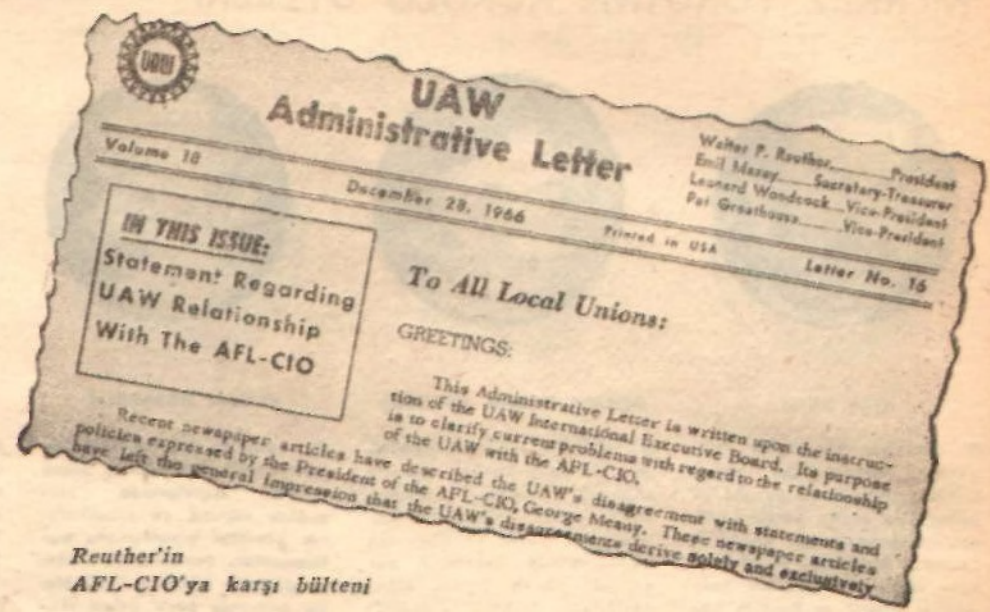 UAW
UAW
Administrative Letter
Walter P. Reuther President
Emil Mazey Secretary-Treasurer
Leonard Woodcock Vice-President
Pat Greathouse Vice-President
Volume 18
December 28, 1966
Printed in USA
Letter No. 16
IN THIS ISSUE:
Statement Regarding
UAW Relationship
With The AFL-CIO
To All Local Unions:
GREETINGS:
This Administrative Letter is written upon the instruc-
tion of the UAW International Executive Board. Its purpose
is to clarify current problems with regard to the relationship
of the UAW with the AFL-CIO.
Recent newspaper articles have described the UAW's disagreement with statements and
policies expressed by the President of the AFL-CIO, George Meany. These newspaper articles
have left the general impression that the UAW's disagreements derive solely and exclusively
Reuther'in
AFL-CIO'ya karşı bülteni